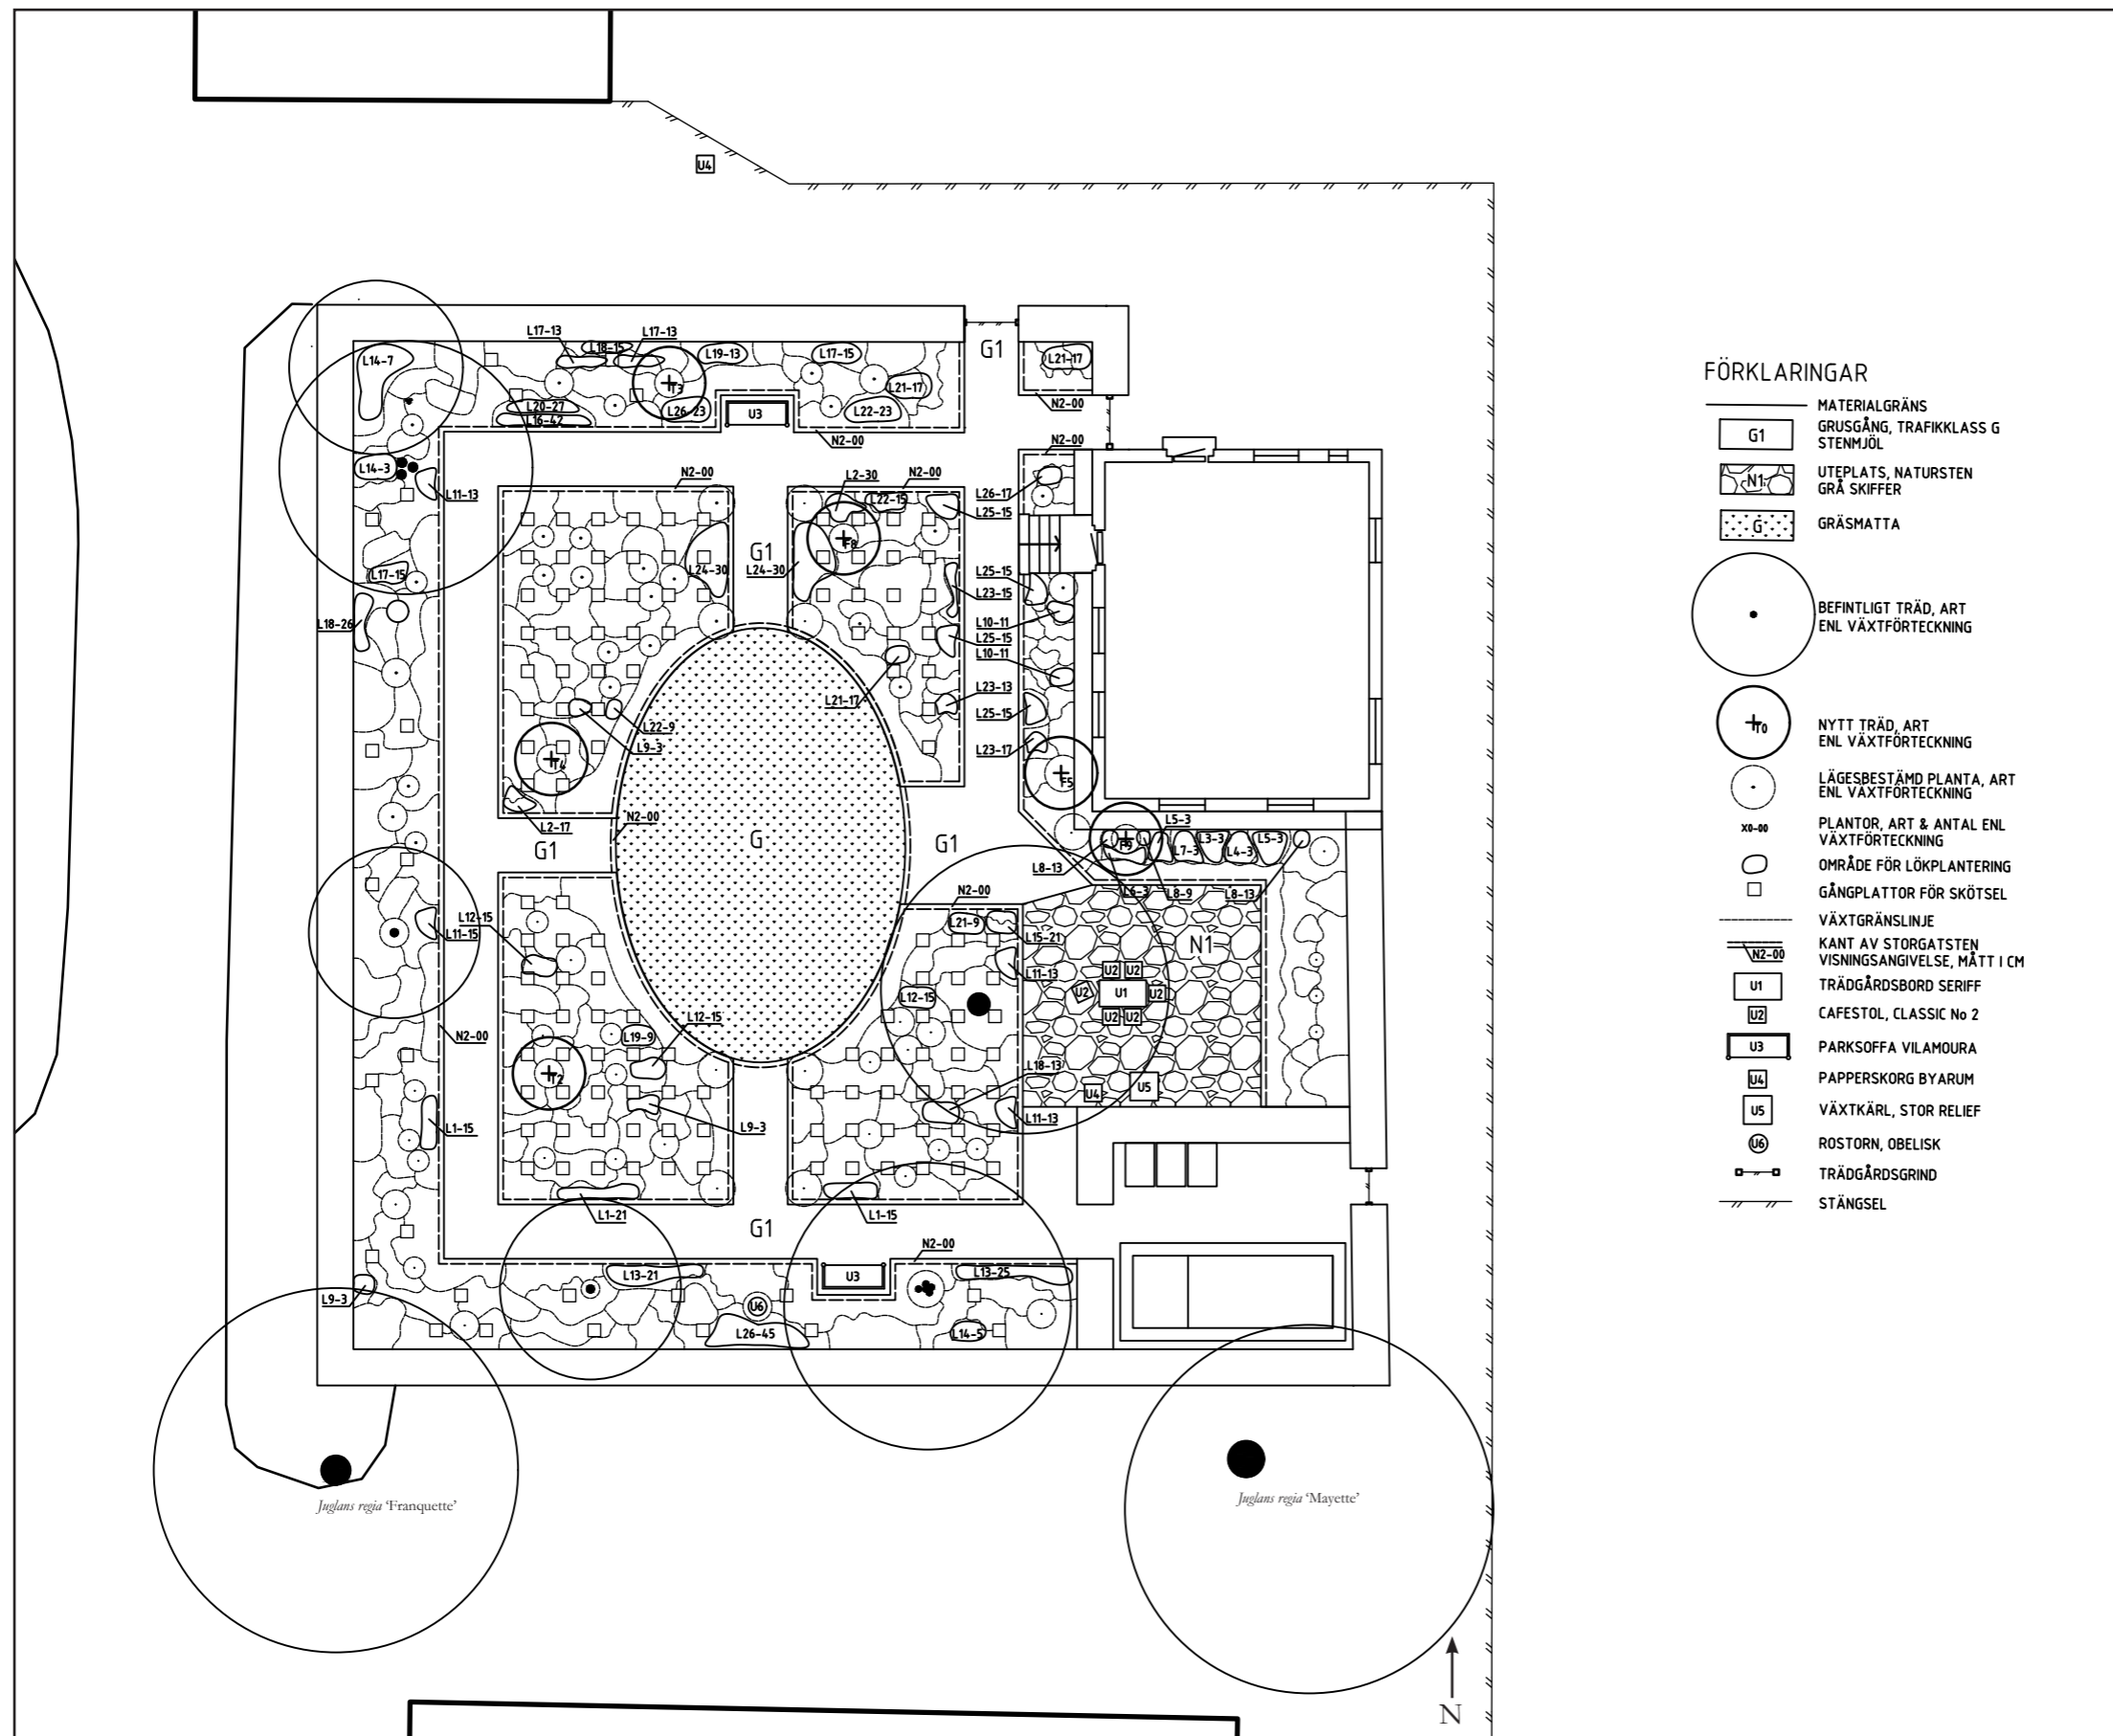 U4
L17-13
L17-13
L18-15
L19-13
L17-15
G1
L21-17
L14-7
T3
L21-17
L20-27
L26-23
U3
L22-23
L16-42
N2-00
N2-00
N2-00
L14-3
L11-13
N2-00
L2-30
N2-00
L22-15
L26-17
L25-15
F8
G1
L24-30
L24-30
L17-15
L25-15
L23-15
L18-26
L10-11
L25-15
L10-11
L21-17
L23-13
L25-15
L22-9
L9-3
L23-17
T4
F5
L2-17
N2-00
G
G1
G1
F9
L5-3
L7-3
L3-3
L4-3
L5-3
L8-13
L6-3
L8-9
L8-13
N2-00
L12-15
L11-15
L21-9
L15-21
N1
L11-13
U2
U2
U2
U1
U2
U2
U2
L12-15
L12-15
L19-9
N2-00
T2
L18-13
U4
U5
L9-3
L11-13
L1-15
L1-21
L1-15
G1
N2-00
L13-21
U3
L13-25
L9-3
U6
L26-45
L14-5
Juglans regia ‘Franquette’
Juglans regia ‘Mayette’
N
FÖRKLARINGAR
MATERIALGRÄNS
G1
GRUSGÅNG, TRAFIKKLASS G
STENMJÖL
N1
UTEPLATS, NATURSTEN
GRÅ SKIFFER
G
GRÄSMATTA
BEFINTLIGT TRÄD, ART
ENL VÄXTFÖRTECKNING
T0
NYTT TRÄD, ART
ENL VÄXTFÖRTECKNING
LÄGESBESTÄMD PLANTA, ART
ENL VÄXTFÖRTECKNING
X0-00
PLANTOR, ART & ANTAL ENL
VÄXTFÖRTECKNING
OMRÅDE FÖR LÖKPLANTERING
GÅNGPLATTOR FÖR SKÖTSEL
VÄXTGRÄNSLINJE
KANT AV STORGATSTEN
N2-00
VISNINGSANGIVELSE, MÅTT I CM
U1
TRÄDGÅRDSBORD SERIFF
U2
CAFESTOL, CLASSIC No 2
U3
PARKSOFFA VILAMOURA
U4
PAPPERSKORG BYARUM
U5
VÄXTKÄRL, STOR RELIEF
U6
ROSTORN, OBELISK
TRÄDGÅRDSGRIND
STÄNGSEL